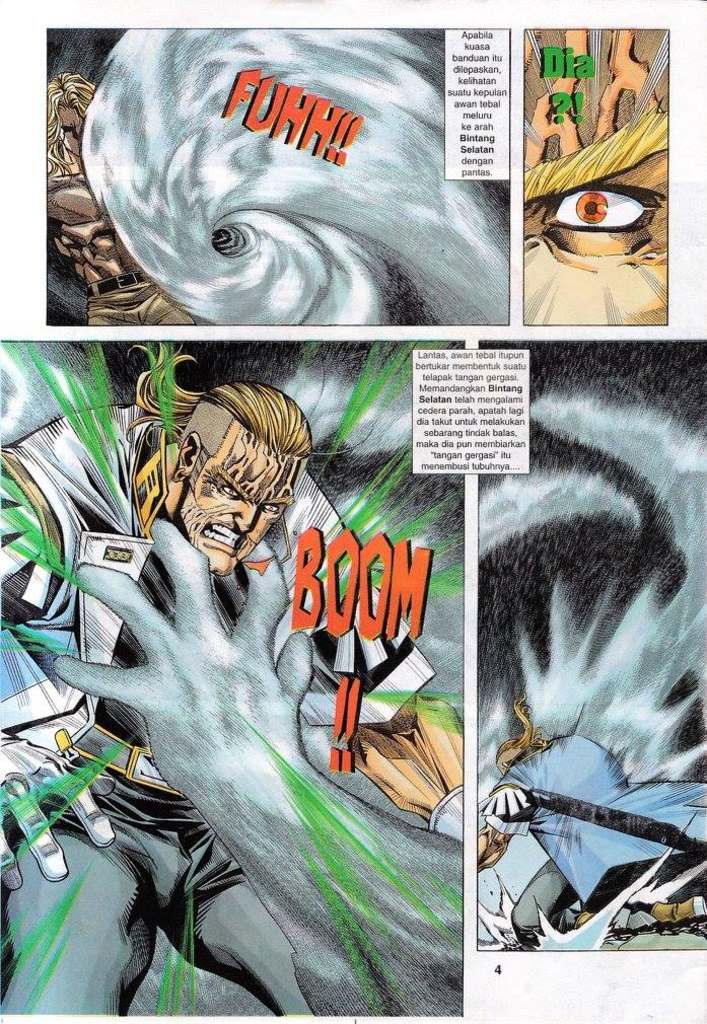 Apabila
kuasa
banduan itu
dilepaskan,
kelihatan
suatu kepulan
awan tebal
meluru
ke arah
Bintang
Selatan
dengan
pantas.
FUHH!!
Dia
?!
Lantas, awan tebal itupun
bertukar membentuk suatu
telapak tangan gergasi.
Memandangkan Bintang
Selatan telah mengalami
cedera parah, apatah lagi
dia takut untuk melakukan
sebarang tindak balas,
maka dia pun membiarkan
"tangan gergasi" itu
menembusi tubuhnya....
BOOM
!!
4